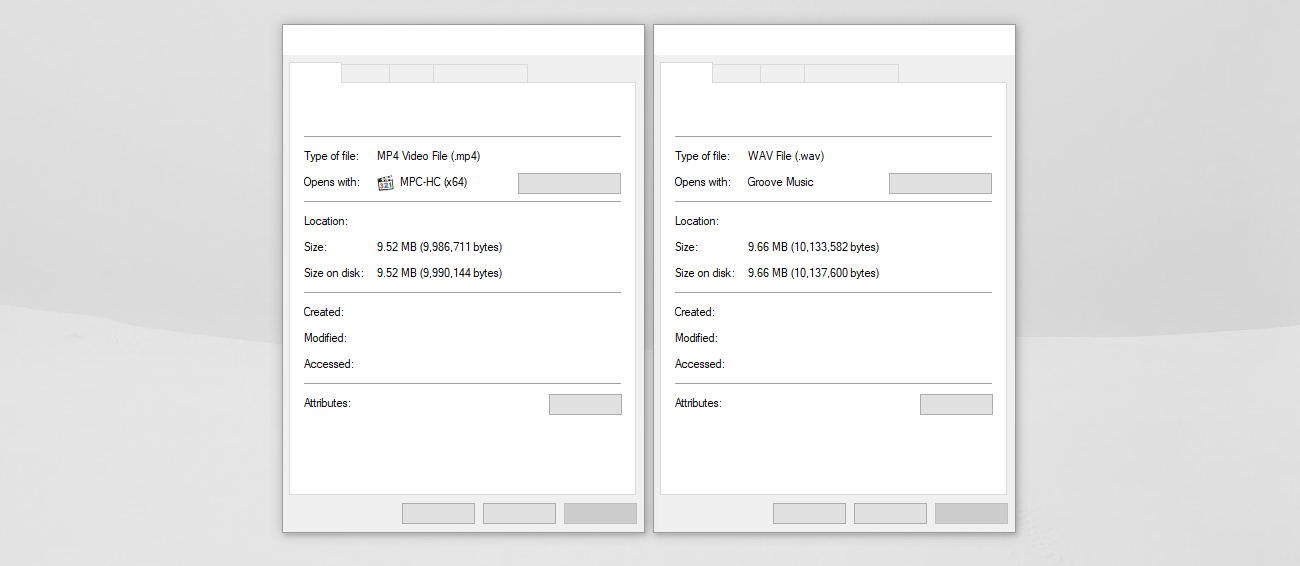 Type of file: MP4 Video File (.mp4)
Opens with: MPC-HC (x64)
Location:
Size: 9.52 MB (9,986,711 bytes)
Size on disk: 9.52 MB (9,990,144 bytes)
Created:
Modified:
Accessed:
Attributes:
Type of file: WAV File (.wav)
Opens with: Groove Music
Location:
Size: 9.66 MB (10,133,582 bytes)
Size on disk: 9.66 MB (10,137,600 bytes)
Created:
Modified:
Accessed:
Attributes: